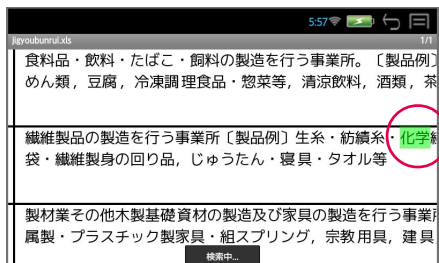 5:57
jigyoubunrui.xls
1/1
食料品・飲料・たばこ・飼料の製造を行う事業所。〔製品例〕
めん類，豆腐，冷凍調理食品・惣菜等，清涼飲料，酒類，茶
繊維製品の製造を行う事業所〔製品例〕生糸・紡績糸・化学
袋・繊維製身の回り品，じゅうたん・寝具・タオル等
製材業その他木製基礎資材の製造及び家具の製造を行う事業
属製・プラスチック製家具・組スプリング，宗教用具，建具
検索中...